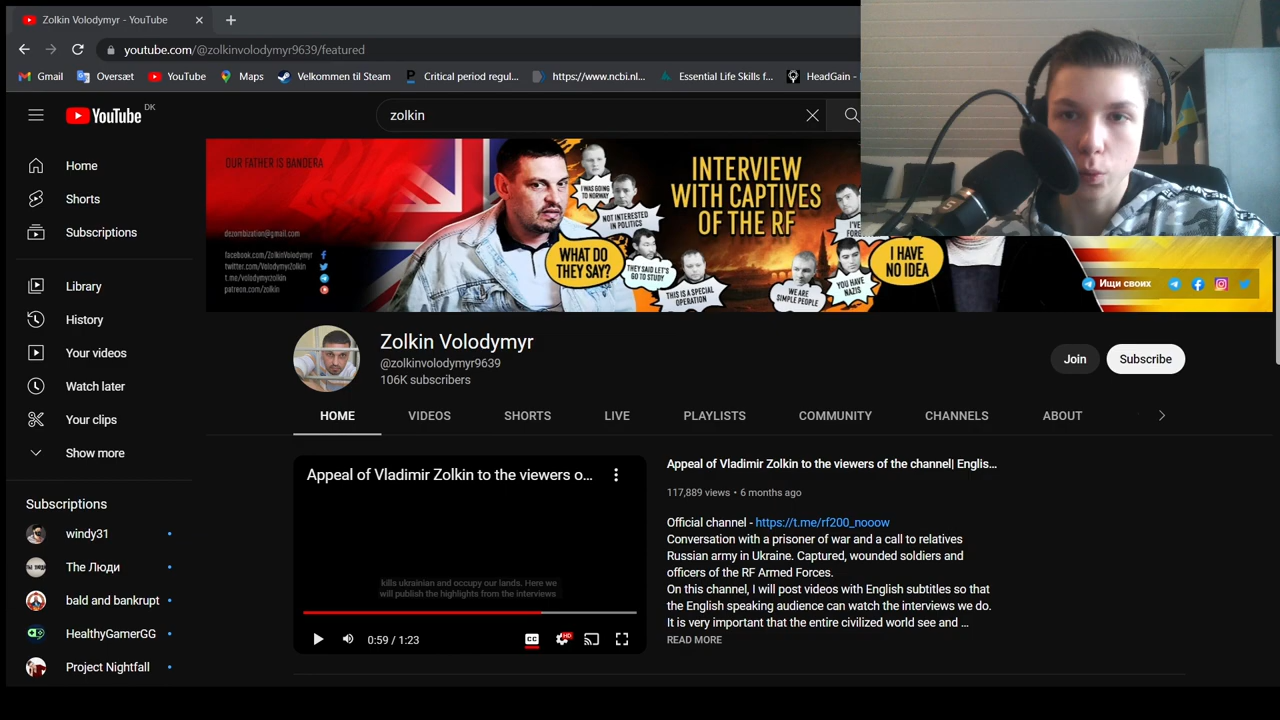 Zolkin Volodymyr - YouTube
youtube.com/@zolkinvolodymyr9639/featured
Gmail
Oversæt
YouTube
Maps
Velkommen til Steam
Critical period regul...
https://www.ncbi.nl...
Essential Life Skills f...
HeadGain -
YouTube DK
zolkin
Home
Shorts
Subscriptions
Library
History
Your videos
Watch later
Your clips
Show more
Subscriptions
windy31
The Люди
bald and bankrupt
HealthyGamerGG
Project Nightfall
OUR FATHER IS BANDERA
dszombization@gmail.com
facebook.com/ZolkinVolodymyr
twitter.com/VolodymyrZolkin
t.me/volodymyrzolkin
patreon.com/zolkin
I WAS GOING TO NORWAY
NOT INTERESTED IN POLITICS
WHAT DO THEY SAY?
THEY SAID LET'S GO TO STUDY
THIS IS A SPECIAL OPERATION
INTERVIEW
WITH CAPTIVES
OF THE RF
WE ARE SIMPLE PEOPLE
YOU HAVE NAZIS
I HAVE NO IDEA
Ищи своих
Zolkin Volodymyr
@zolkinvolodymyr9639
106K subscribers
Join
Subscribe
HOME
VIDEOS
SHORTS
LIVE
PLAYLISTS
COMMUNITY
CHANNELS
ABOUT
Appeal of Vladimir Zolkin to the viewers o...
kills ukrainian and occupy our lands. Here we
will publish the highlights from the interviews
0:59 / 1:23
Appeal of Vladimir Zolkin to the viewers of the channel| Englis...
117,889 views • 6 months ago
Official channel - https://t.me/rf200_nooow
Conversation with a prisoner of war and a call to relatives
Russian army in Ukraine. Captured, wounded soldiers and
officers of the RF Armed Forces.
On this channel, I will post videos with English subtitles so that
the English speaking audience can watch the interviews we do.
It is very important that the entire civilized world see and ...
READ MORE